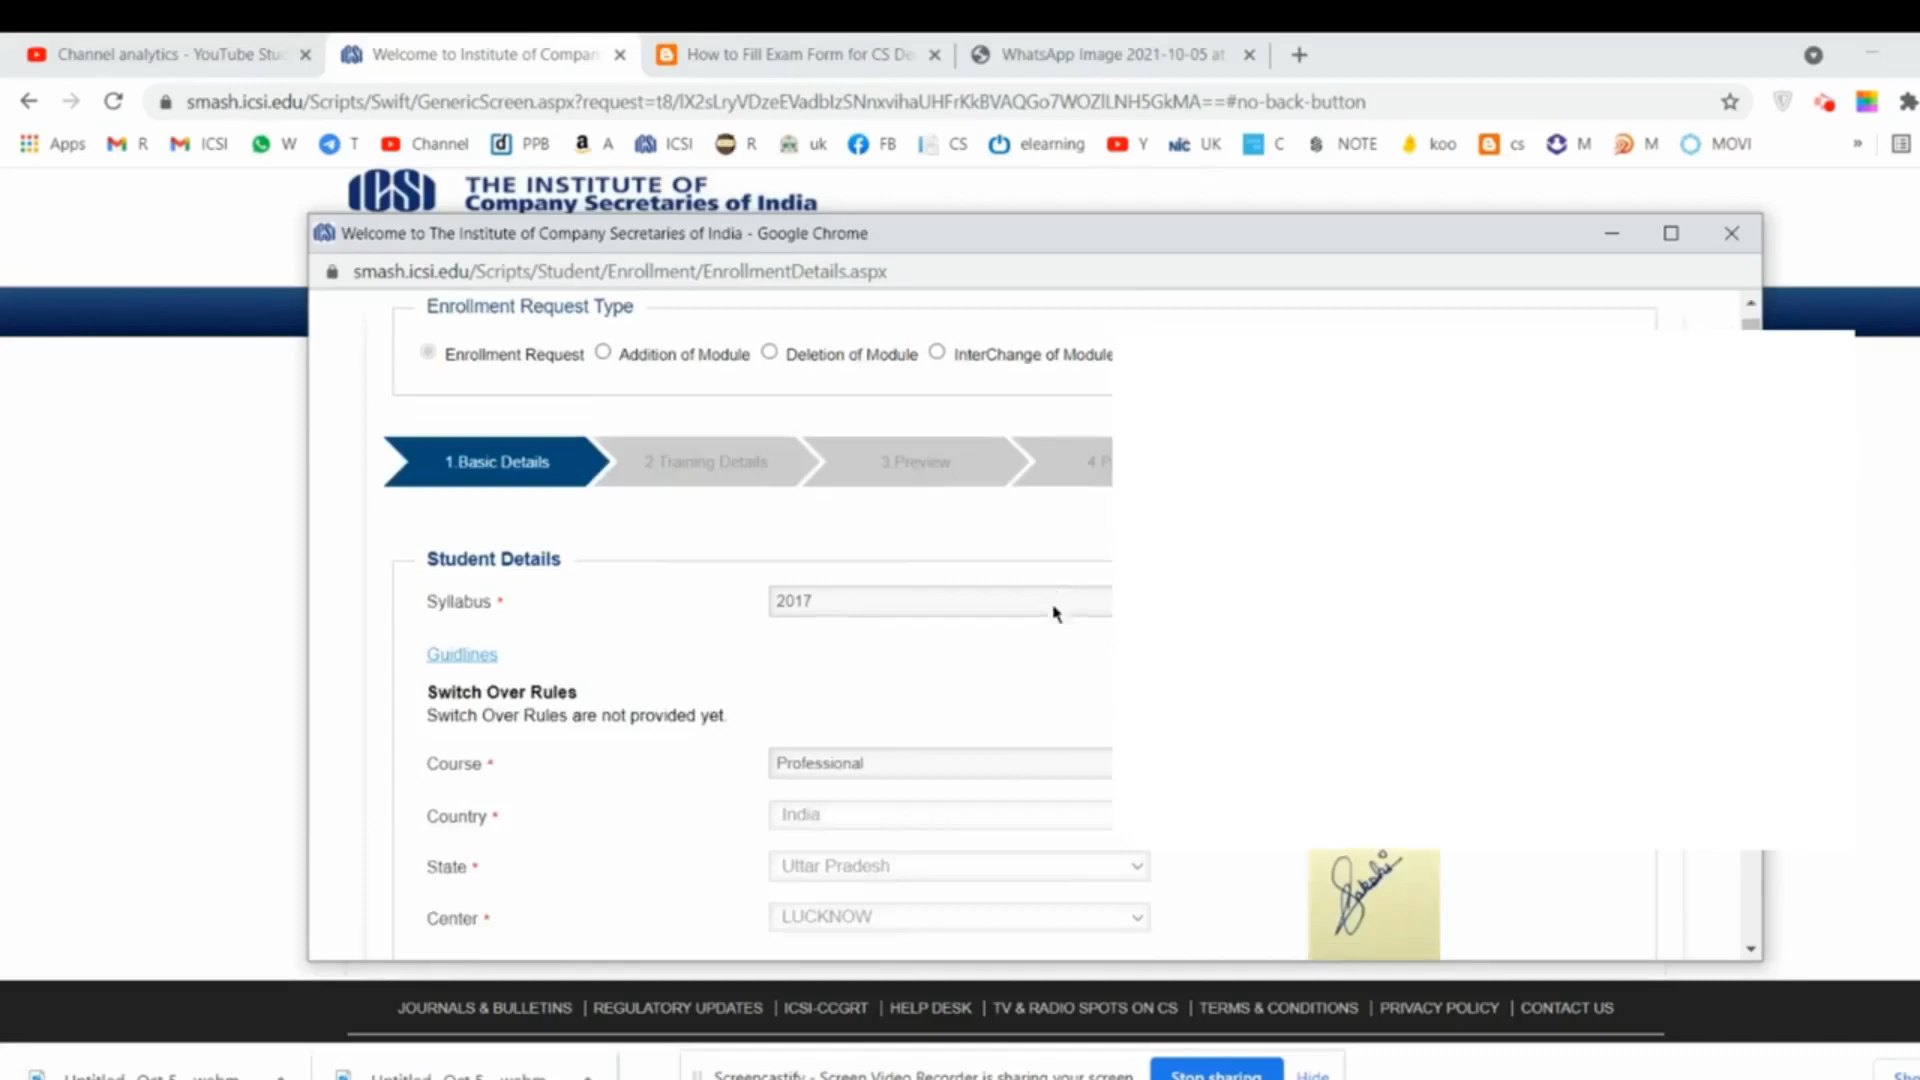 Channel analytics - YouTube Stu
Welcome to Institute of Compan
How to Fill Exam Form for CS De
WhatsApp Image 2021-10-05 at
smash.icsi.edu/Scripts/Swift/GenericScreen.aspx?request=t8/lX2sLryVDzeEVadbIzSNnxvihaUHFrKkBVAQGo7WOZlLNH5GkMA==#no-back-button
Apps R ICSI W T Channel PPB A ICSI R uk FB CS elearning Y UK C NOTE koo cs M M MOVI
THE INSTITUTE OF
Company Secretaries of India
Welcome to The Institute of Company Secretaries of India - Google Chrome
smash.icsi.edu/Scripts/Student/Enrollment/EnrollmentDetails.aspx
Enrollment Request Type
Enrollment Request Addition of Module Deletion of Module InterChange of Module
1.Basic Details 2.Training Details 3.Preview 4.P
Student Details
Syllabus * 2017
Guidlines
Switch Over Rules
Switch Over Rules are not provided yet.
Course * Professional
Country * India
State * Uttar Pradesh
Center * LUCKNOW
Sakshi
JOURNALS & BULLETINS | REGULATORY UPDATES | ICSI-CCGRT | HELP DESK | TV & RADIO SPOTS ON CS | TERMS & CONDITIONS | PRIVACY POLICY | CONTACT US
Screencastify - Screen Video Recorder is sharing your screen. Stop sharing Hide